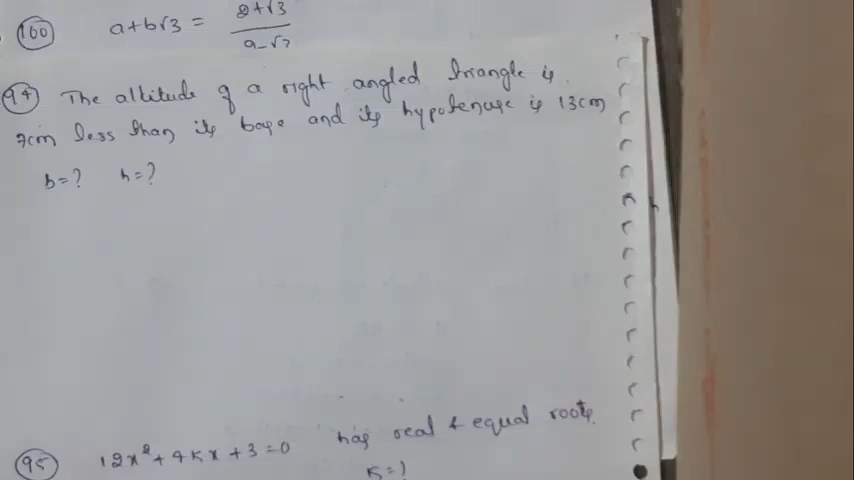 160 a+b√3 = 2+√3 / 2-√3
94 The altitude of a right angled triangle is
7cm less than its base and its hypotenuse is 13cm
b=? h=?
95 12x²+4kx+3=0 has real & equal roots.
k=?